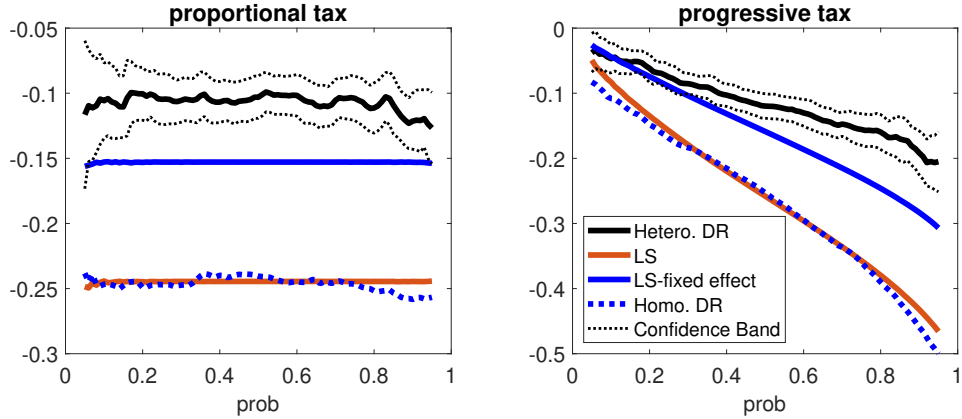 proportional tax
-0.05
-0.1
-0.15
-0.2
-0.25
-0.3
0 0.2 0.4 0.6 0.8 1
prob
progressive tax
0
-0.1
-0.2
-0.3
-0.4
-0.5
Hetero. DR
LS
LS-fixed effect
Homo. DR
Confidence Band
0 0.2 0.4 0.6 0.8 1
prob